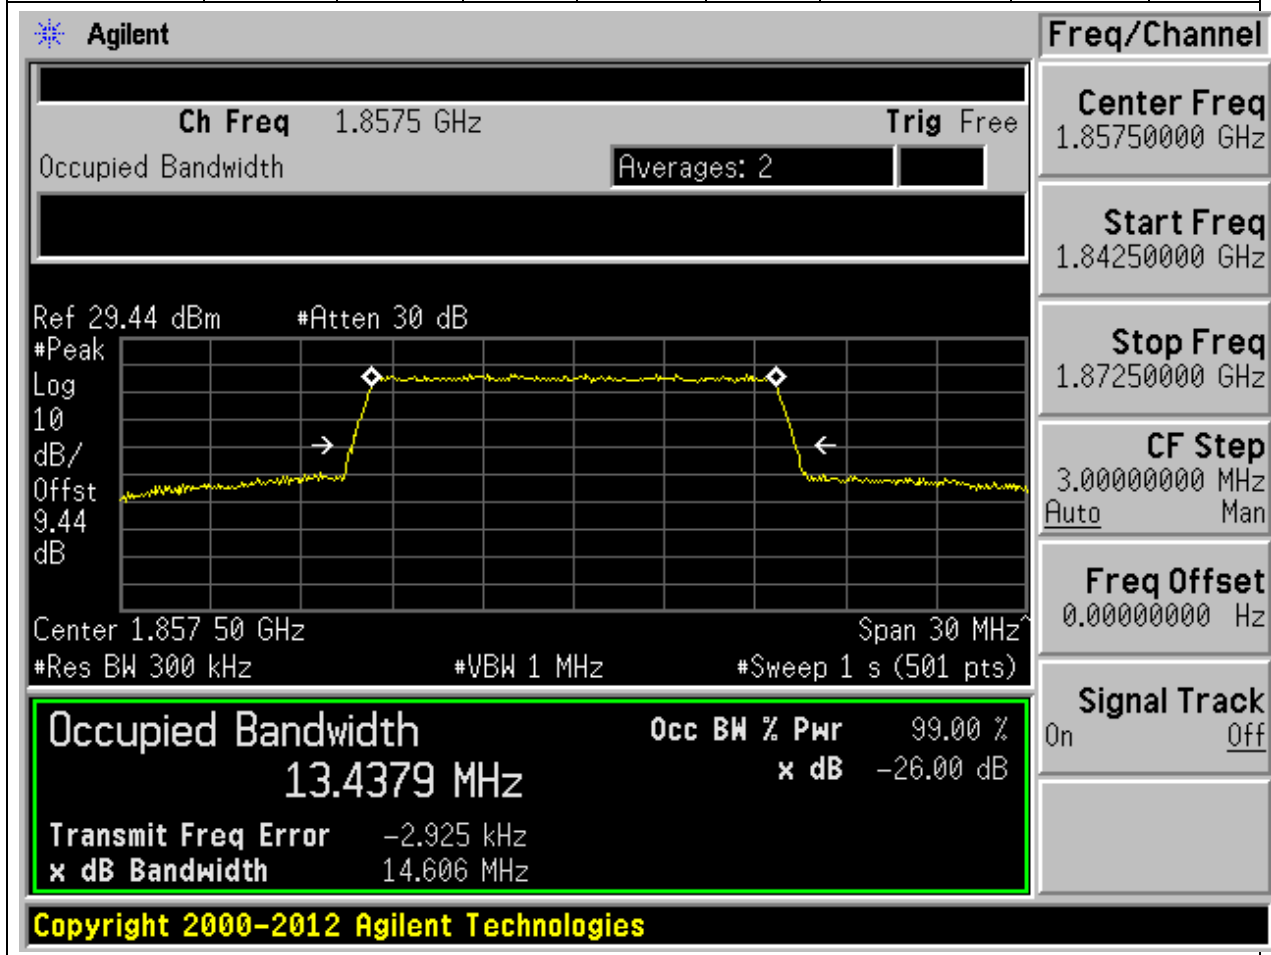 Agilent
Freq/Channel
Ch Freq 1.8575 GHz Trig Free
Occupied Bandwidth Averages: 2
Center Freq
1.85750000 GHz
Start Freq
1.84250000 GHz
Stop Freq
1.87250000 GHz
CF Step
3.00000000 MHz
Auto Man
Freq Offset
0.00000000 Hz
Signal Track
On Off
Ref 29.44 dBm #Atten 30 dB
#Peak
Log
10
dB/
Offst
9.44
dB
Center 1.857 50 GHz Span 30 MHz^
#Res BW 300 kHz #VBW 1 MHz #Sweep 1 s (501 pts)
Occupied Bandwidth Occ BW % Pwr 99.00 %
13.4379 MHz x dB -26.00 dB
Transmit Freq Error -2.925 kHz
x dB Bandwidth 14.606 MHz
Copyright 2000-2012 Agilent Technologies